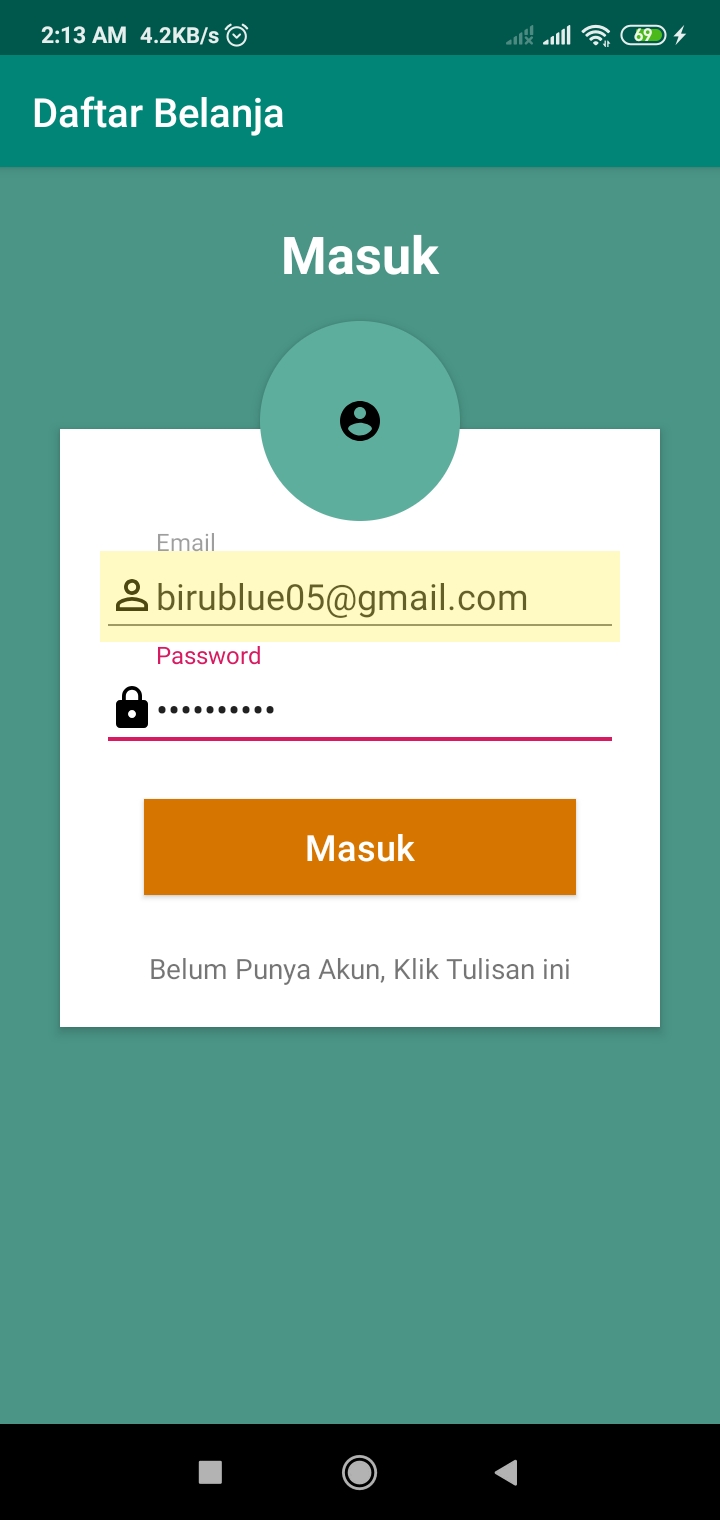 2:13 AM 4.2KB/s 69
Daftar Belanja
Masuk
Email
birublue05@gmail.com
Password
••••••••••
Masuk
Belum Punya Akun, Klik Tulisan ini